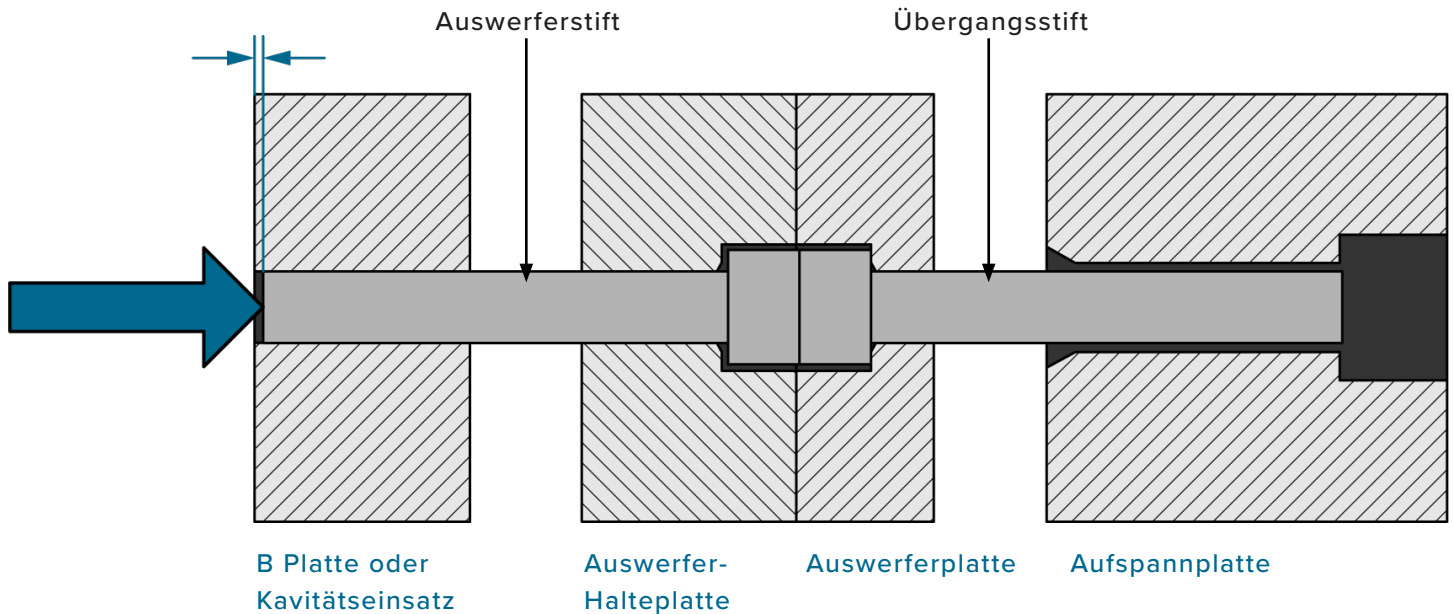 Auswerferstift
Übergangsstift
B Platte oder
Kavitätseinsatz
Auswerfer-
Halteplatte
Auswerferplatte
Aufspannplatte